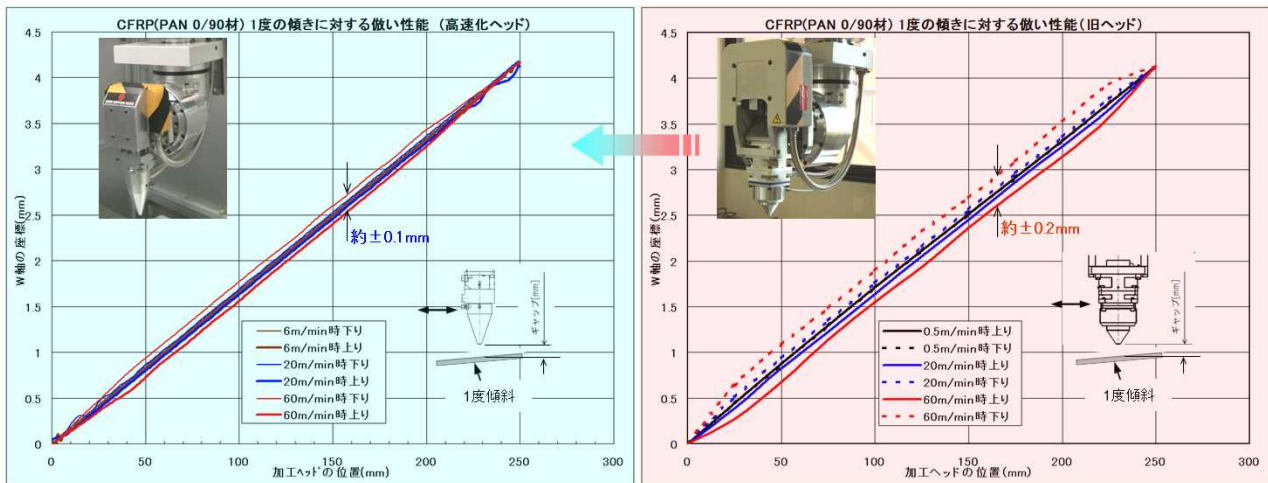 CFRP(PAN 0/90材) 1度の傾きに対する倣い性能 (高速化ヘッド)
4.5
4
3.5
3
2.5
2
1.5
1
0.5
0
W軸の座標(mm)
約±0.1mm
ギャップ[mm]
1度傾斜
6m/min時下り
6m/min時上り
20m/min時下り
20m/min時上り
60m/min時下り
60m/min時上り
0
50
100
150
200
250
300
加工ヘッドの位置(mm)
CFRP(PAN 0/90材) 1度の傾きに対する倣い性能(旧ヘッド)
4.5
4
3.5
3
2.5
2
1.5
1
0.5
0
W軸の座標(mm)
約±0.2mm
ギャップ[mm]
1度傾斜
0.5m/min時上り
0.5m/min時下り
20m/min時上り
20m/min時下り
60m/min時上り
60m/min時下り
0
50
100
150
200
250
300
加工ヘッドの位置(mm)